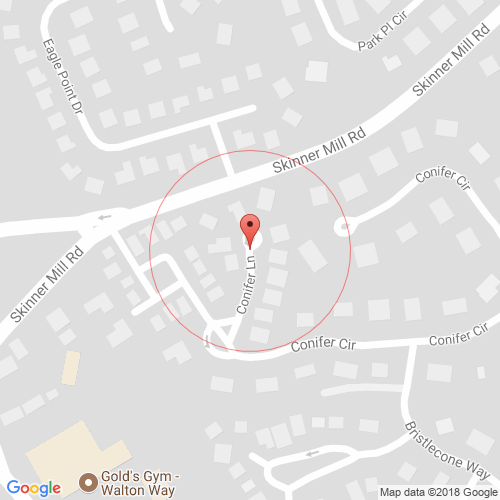 Park Pl Cir
Skinner Mill Rd
Eagle Point Dr
Skinner Mill Rd
Conifer Cir
Skinner Mill Rd
Conifer Ln
Conifer Cir
Conifer Cir
Bristlecone Way
Gold's Gym -
Walton Way
Google
Map data ©2018 Google